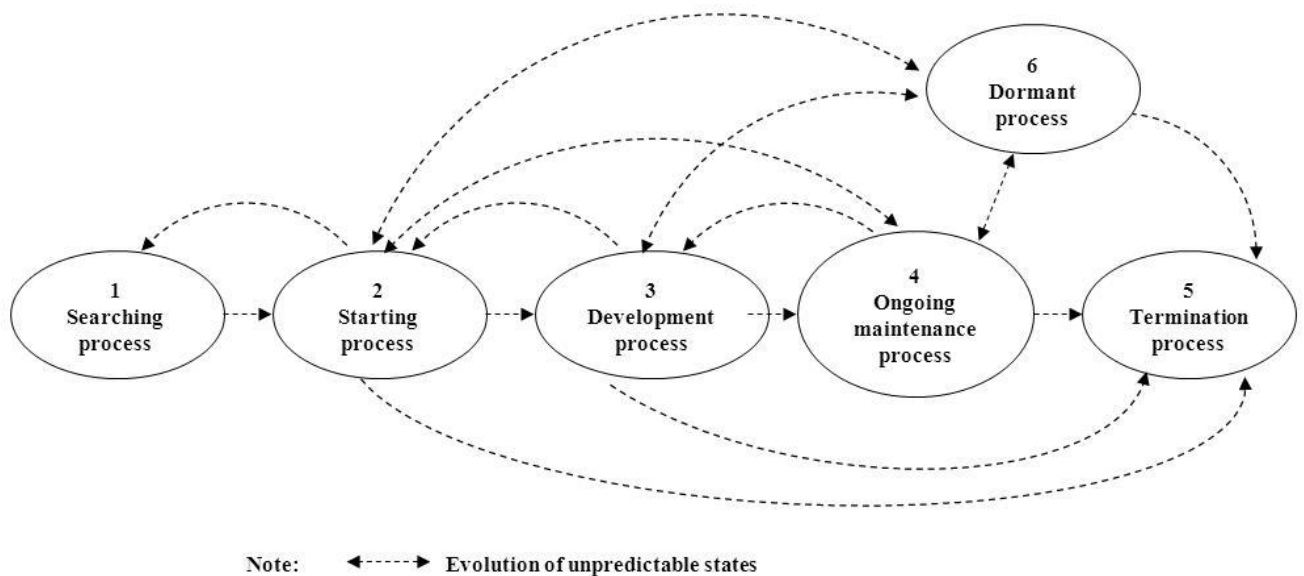 6
Dormant
process
1
Searching
process
2
Starting
process
3
Development
process
4
Ongoing
maintenance
process
5
Termination
process
Note: Evolution of unpredictable states